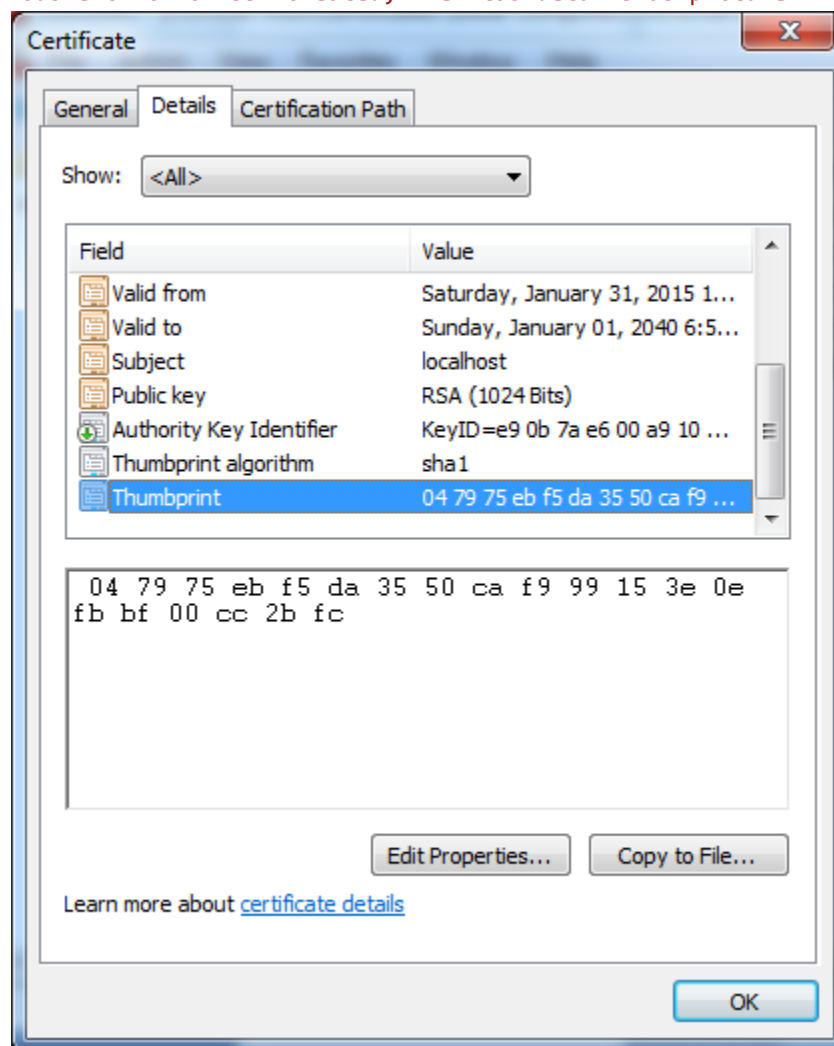 Certificate
General Details Certification Path
Show: <All>
Field Value
Valid from Saturday, January 31, 2015 1...
Valid to Sunday, January 01, 2040 6:5...
Subject localhost
Public key RSA (1024 Bits)
Authority Key Identifier KeyID=e9 0b 7a e6 00 a9 10 ...
Thumbprint algorithm sha1
Thumbprint 04 79 75 eb f5 da 35 50 ca f9 ...
04 79 75 eb f5 da 35 50 ca f9 99 15 3e 0e
fb bf 00 cc 2b fc
Edit Properties... Copy to File...
Learn more about certificate details
OK